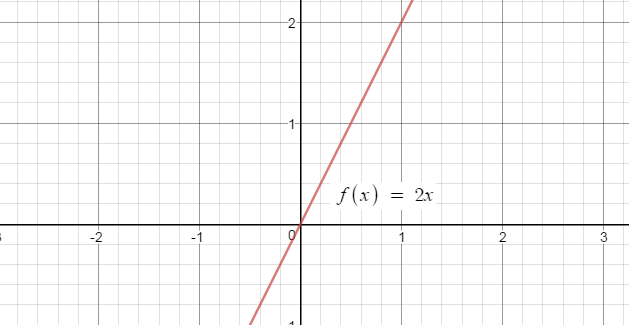 2
1
f(x) = 2x
-2 -1 0 1 2 3